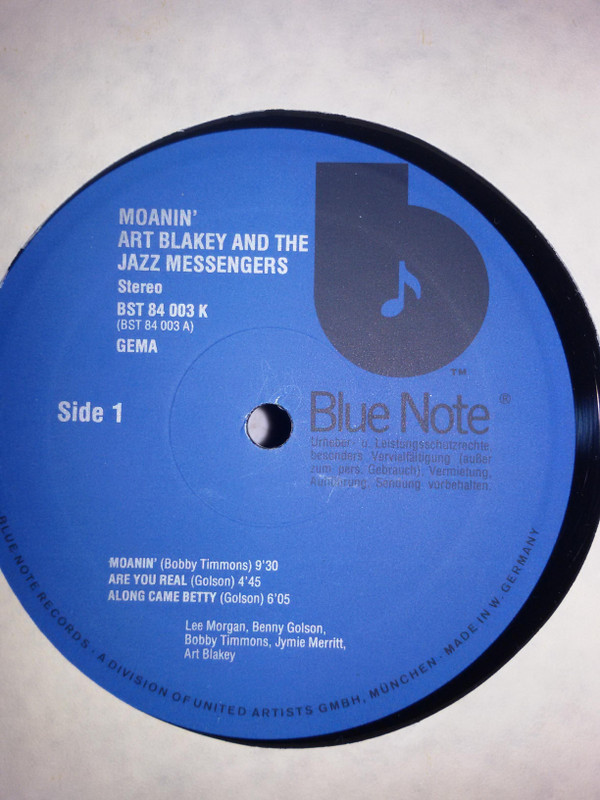 MOANIN'
ART BLAKEY AND THE
JAZZ MESSENGERS
Stereo
BST 84 003 K
(BST 84 003 A)
GEMA
Side 1
TM
Blue Note ®
Urheber- u. Leistungsschutzrechte,
besonders Vervielfältigung (außer
zum pers. Gebrauch), Vermietung,
Aufführung, Sendung vorbehalten.
MOANIN' (Bobby Timmons) 9'30
ARE YOU REAL (Golson) 4'45
ALONG CAME BETTY (Golson) 6'05
Lee Morgan, Benny Golson,
Bobby Timmons, Jymie Merritt,
Art Blakey
BLUE NOTE RECORDS · A DIVISION OF UNITED ARTISTS GMBH, MÜNCHEN · MADE IN W. GERMANY